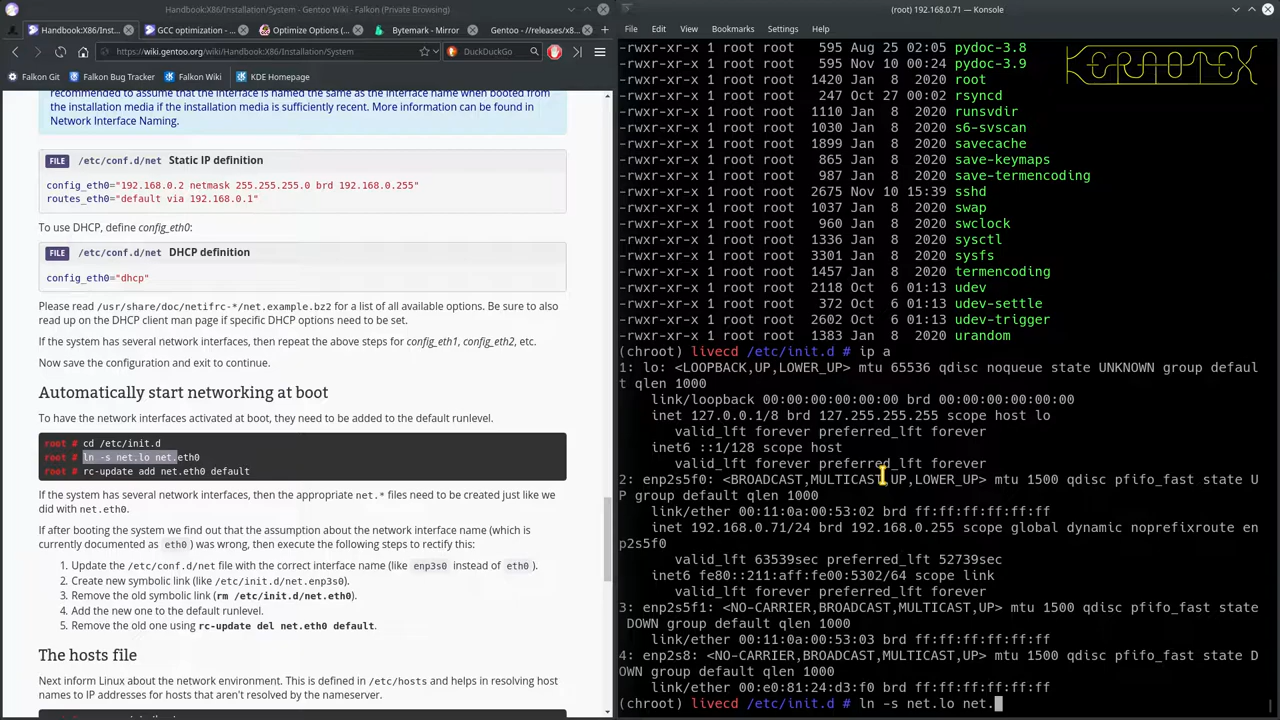 Handbook:X86/Installation/System - Gentoo Wiki - Falkon (Private Browsing)
Handbook:X86/Inst...
GCC optimization - ...
Optimize Options (...
Bytemark - Mirrors
Gentoo - //releases/x8...
https://wiki.gentoo.org/wiki/Handbook:X86/Installation/System
DuckDuckGo
Falkon Git
Falkon Bug Tracker
Falkon Wiki
KDE Homepage
recommended to assume that the interface is named the same as the interface name when booted from
the installation media if the installation media is sufficiently recent. More information can be found in
Network Interface Naming.
FILE /etc/conf.d/net Static IP definition
config_eth0="192.168.0.2 netmask 255.255.255.0 brd 192.168.0.255"
routes_eth0="default via 192.168.0.1"
To use DHCP, define config_eth0:
FILE /etc/conf.d/net DHCP definition
config_eth0="dhcp"
Please read /usr/share/doc/netifrc-*/net.example.bz2 for a list of all available options. Be sure to also
read up on the DHCP client man page if specific DHCP options need to be set.
If the system has several network interfaces, then repeat the above steps for config_eth1, config_eth2, etc.
Now save the configuration and exit to continue.
Automatically start networking at boot
To have the network interfaces activated at boot, they need to be added to the default runlevel.
root # cd /etc/init.d
root # ln -s net.lo net.eth0
root # rc-update add net.eth0 default
If the system has several network interfaces, then the appropriate net.* files need to be created just like we
did with net.eth0.
If after booting the system we find out that the assumption about the network interface name (which is
currently documented as eth0 ) was wrong, then execute the following steps to rectify this:
1. Update the /etc/conf.d/net file with the correct interface name (like enp3s0 instead of eth0 ).
2. Create new symbolic link (like /etc/init.d/net.enp3s0).
3. Remove the old symbolic link (rm /etc/init.d/net.eth0).
4. Add the new one to the default runlevel.
5. Remove the old one using rc-update del net.eth0 default.
The hosts file
Next inform Linux about the network environment. This is defined in /etc/hosts and helps in resolving host
names to IP addresses for hosts that aren't resolved by the nameserver.
(root) 192.168.0.71 — Konsole
File Edit View Bookmarks Settings Help
KERAOTEX
-rwxr-xr-x 1 root root 595 Aug 25 02:05 pydoc-3.8
-rwxr-xr-x 1 root root 595 Nov 10 00:24 pydoc-3.9
-rwxr-xr-x 1 root root 1420 Jan 8 2020 root
-rwxr-xr-x 1 root root 247 Oct 27 00:02 rsyncd
-rwxr-xr-x 1 root root 1110 Jan 8 2020 runsvdir
-rwxr-xr-x 1 root root 1030 Jan 8 2020 s6-svscan
-rwxr-xr-x 1 root root 1899 Jan 8 2020 savecache
-rwxr-xr-x 1 root root 865 Jan 8 2020 save-keymaps
-rwxr-xr-x 1 root root 987 Jan 8 2020 save-termencoding
-rwxr-xr-x 1 root root 2675 Nov 10 15:39 sshd
-rwxr-xr-x 1 root root 1037 Jan 8 2020 swap
-rwxr-xr-x 1 root root 960 Jan 8 2020 swclock
-rwxr-xr-x 1 root root 1336 Jan 8 2020 sysctl
-rwxr-xr-x 1 root root 3301 Jan 8 2020 sysfs
-rwxr-xr-x 1 root root 1457 Jan 8 2020 termencoding
-rwxr-xr-x 1 root root 2118 Oct 6 01:13 udev
-rwxr-xr-x 1 root root 372 Oct 6 01:13 udev-settle
-rwxr-xr-x 1 root root 2602 Oct 6 01:13 udev-trigger
-rwxr-xr-x 1 root root 1383 Jan 8 2020 urandom
(chroot) livecd /etc/init.d # ip a
1: lo: <LOOPBACK,UP,LOWER_UP> mtu 65536 qdisc noqueue state UNKNOWN group defaul
t qlen 1000
link/loopback 00:00:00:00:00:00 brd 00:00:00:00:00:00
inet 127.0.0.1/8 brd 127.255.255.255 scope host lo
valid_lft forever preferred_lft forever
inet6 ::1/128 scope host
valid_lft forever preferred_lft forever
2: enp2s5f0: <BROADCAST,MULTICAST,UP,LOWER_UP> mtu 1500 qdisc pfifo_fast state U
P group default qlen 1000
link/ether 00:11:0a:00:53:02 brd ff:ff:ff:ff:ff:ff
inet 192.168.0.71/24 brd 192.168.0.255 scope global dynamic noprefixroute en
p2s5f0
valid_lft 63539sec preferred_lft 52739sec
inet6 fe80::211:aff:fe00:5302/64 scope link
valid_lft forever preferred_lft forever
3: enp2s5f1: <NO-CARRIER,BROADCAST,MULTICAST,UP> mtu 1500 qdisc pfifo_fast state
DOWN group default qlen 1000
link/ether 00:11:0a:00:53:03 brd ff:ff:ff:ff:ff:ff
4: enp2s8: <NO-CARRIER,BROADCAST,MULTICAST,UP> mtu 1500 qdisc pfifo_fast state D
OWN group default qlen 1000
link/ether 00:e0:81:24:d3:f0 brd ff:ff:ff:ff:ff:ff
(chroot) livecd /etc/init.d # ln -s net.lo net.